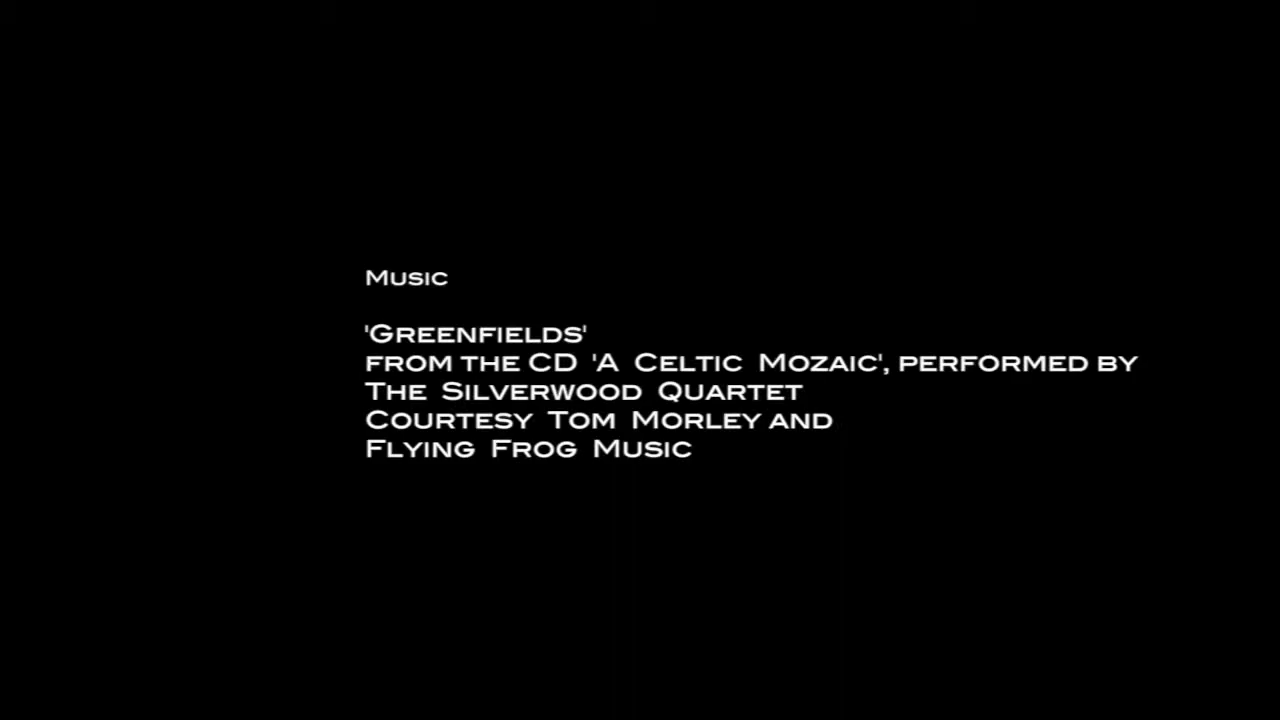 Music
'Greenfields'
from the CD 'A Celtic Mozaic', performed by
The Silverwood Quartet
Courtesy Tom Morley and
Flying Frog Music